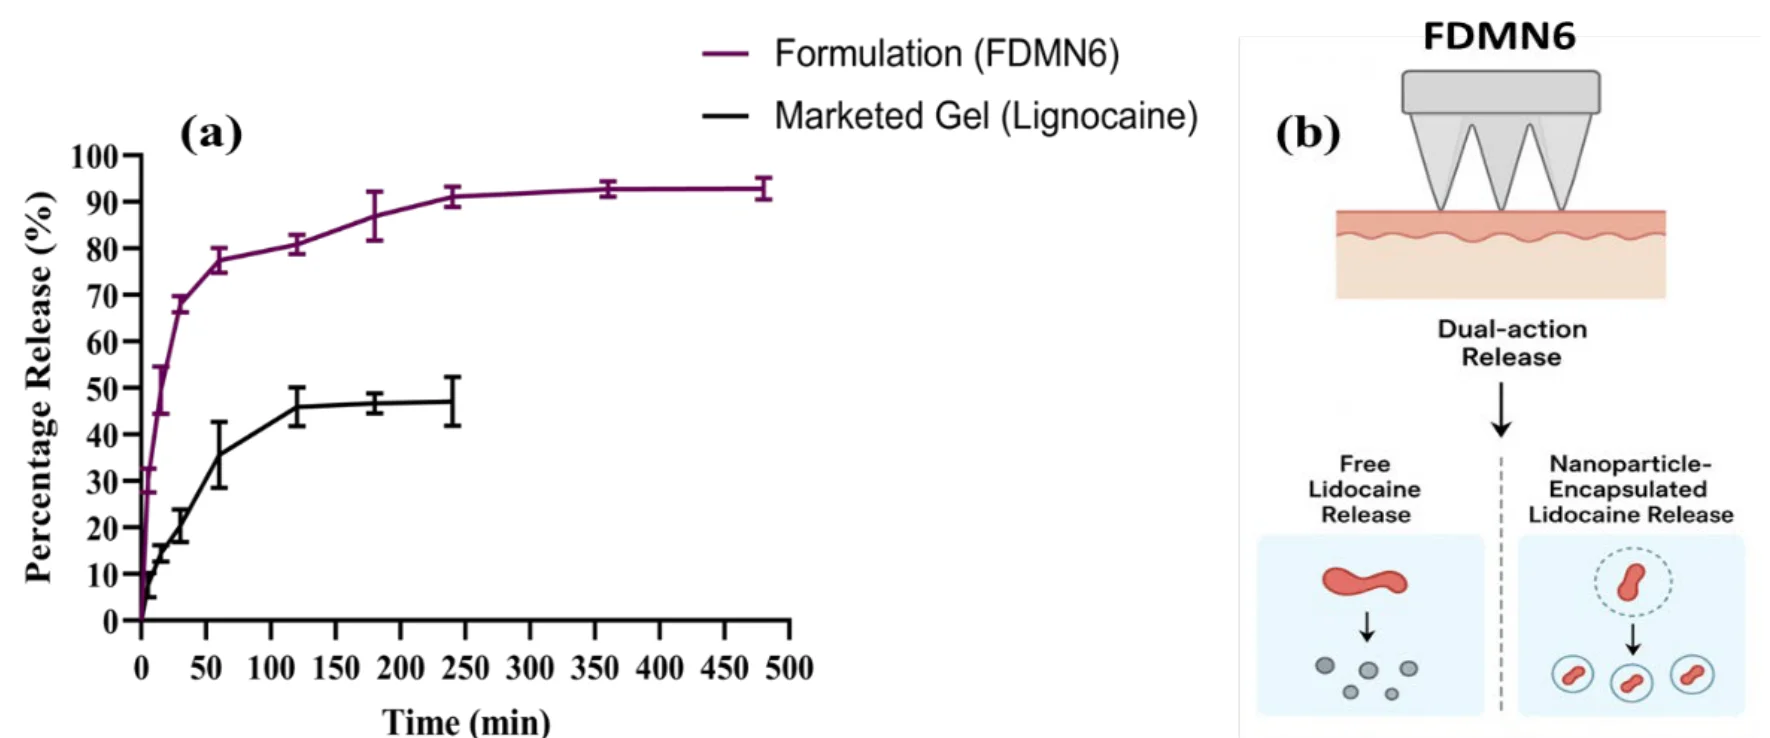 Formulation (FDMN6)
Marketed Gel (Lignocaine)
(a)
Percentage Release (%)
100
90
80
70
60
50
40
30
20
10
0
0 50 100 150 200 250 300 350 400 450 500
Time (min)
FDMN6
(b)
Dual-action
Release
Free
Lidocaine
Release
Nanoparticle-
Encapsulated
Lidocaine Release